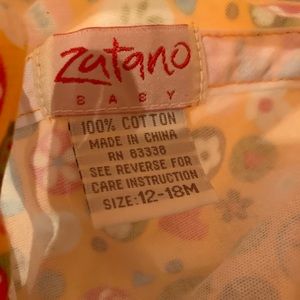 zutano
BABY
100% COTTON
MADE IN CHINA
RN 83338
SEE REVERSE FOR
CARE INSTRUCTION
SIZE: 12-18M